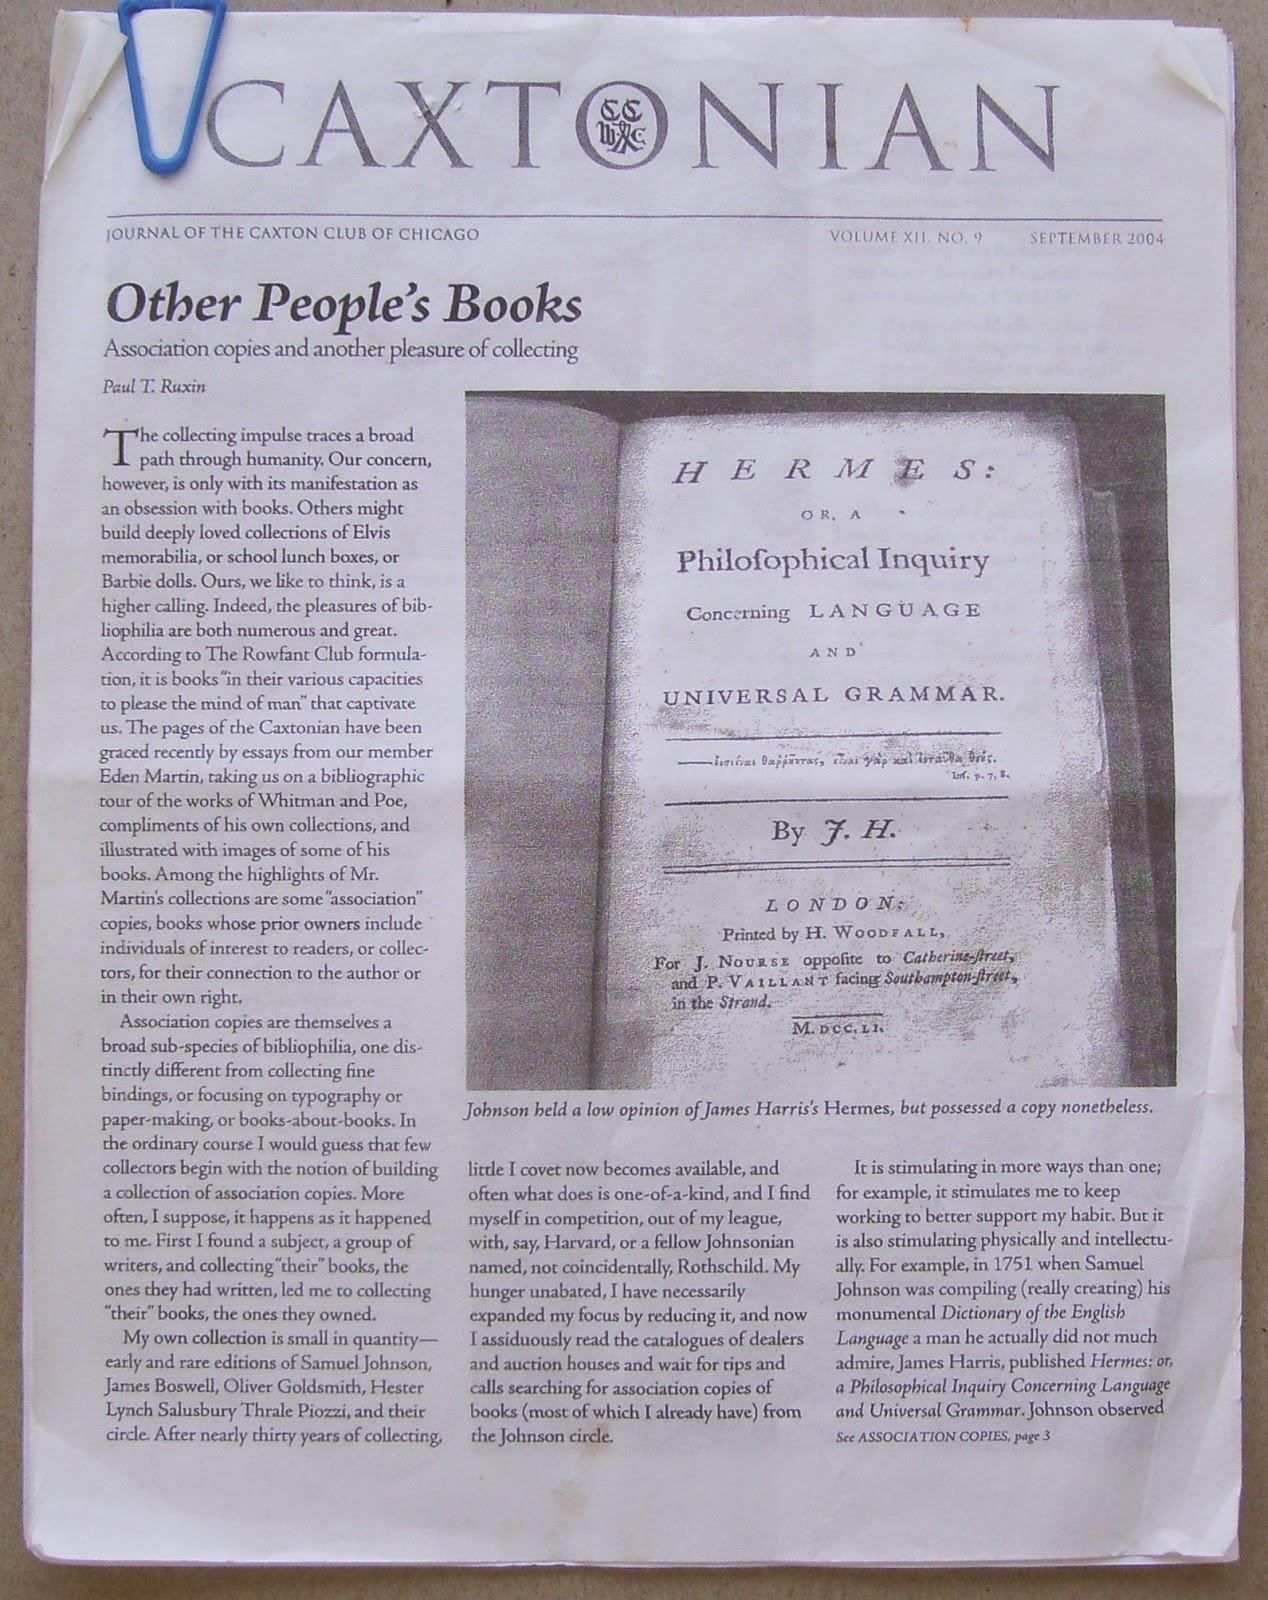 CAXTONIAN
JOURNAL OF THE CAXTON CLUB OF CHICAGO
VOLUME XII, NO. 9 SEPTEMBER 2004
Other People's Books
Association copies and another pleasure of collecting
Paul T. Ruxin
The collecting impulse traces a broad
path through humanity. Our concern,
however, is only with its manifestation as
an obsession with books. Others might
build deeply loved collections of Elvis
memorabilia, or school lunch boxes, or
Barbie dolls. Ours, we like to think, is a
higher calling. Indeed, the pleasures of bib-
liophilia are both numerous and great.
According to The Rowfant Club formula-
tion, it is books "in their various capacities
to please the mind of man" that captivate
us. The pages of the Caxtonian have been
graced recently by essays from our member
Eden Martin, taking us on a bibliographic
tour of the works of Whitman and Poe,
compliments of his own collections, and
illustrated with images of some of his
books. Among the highlights of Mr.
Martin's collections are some "association"
copies, books whose prior owners include
individuals of interest to readers, or collec-
tors, for their connection to the author or
in their own right.
Association copies are themselves a
broad sub-species of bibliophilia, one dis-
tinctly different from collecting fine
bindings, or focusing on typography or
paper-making, or books-about-books. In
the ordinary course I would guess that few
collectors begin with the notion of building
a collection of association copies. More
often, I suppose, it happens as it happened
to me. First I found a subject, a group of
writers, and collecting "their" books, the
ones they had written, led me to collecting
"their" books, the ones they owned.
My own collection is small in quantity—
early and rare editions of Samuel Johnson,
James Boswell, Oliver Goldsmith, Hester
Lynch Salusbury Thrale Piozzi, and their
circle. After nearly thirty years of collecting,
HERMES:
OR, A
Philoſophical Inquiry
Concerning LANGUAGE
AND
UNIVERSAL GRAMMAR.
Inf. p. 7, 8.
By J. H.
LONDON:
Printed by H. WOODFALL,
For J. NOURSE oppoſite to Catherine-ſtreet,
and P. VAILLANT facing Southampton-ſtreet,
in the Strand.
M.DCC.LI.
Johnson held a low opinion of James Harris's Hermes, but possessed a copy nonetheless.
little I covet now becomes available, and
often what does is one-of-a-kind, and I find
myself in competition, out of my league,
with, say, Harvard, or a fellow Johnsonian
named, not coincidentally, Rothschild. My
hunger unabated, I have necessarily
expanded my focus by reducing it, and now
I assiduously read the catalogues of dealers
and auction houses and wait for tips and
calls searching for association copies of
books (most of which I already have) from
the Johnson circle.
It is stimulating in more ways than one;
for example, it stimulates me to keep
working to better support my habit. But it
is also stimulating physically and intellectu-
ally. For example, in 1751 when Samuel
Johnson was compiling (really creating) his
monumental Dictionary of the English
Language a man he actually did not much
admire, James Harris, published Hermes: or,
a Philosophical Inquiry Concerning Language
and Universal Grammar. Johnson observed
See ASSOCIATION COPIES, page 3